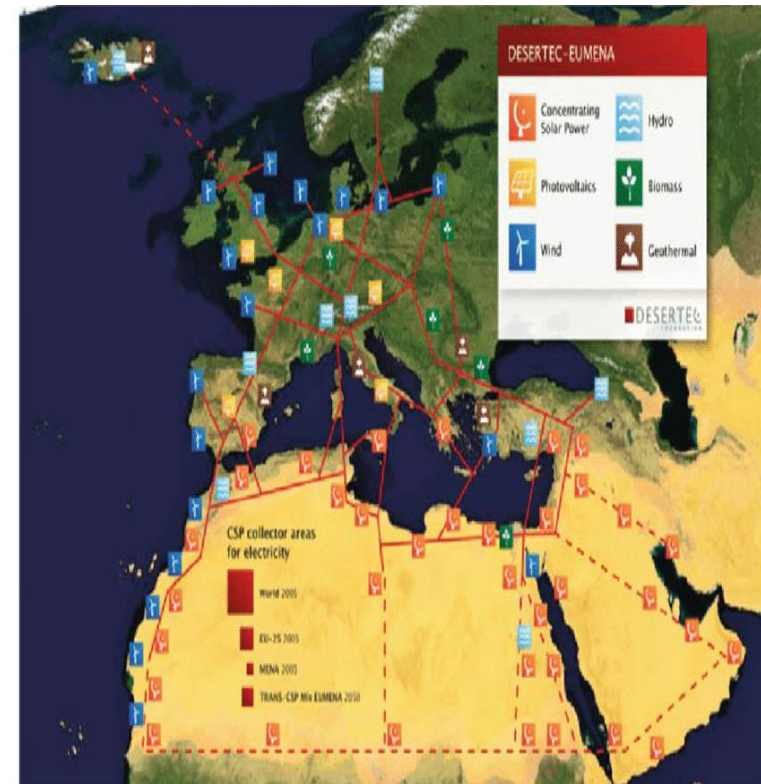 DESERTEC-EUMENA
Concentrating
Solar Power
Hydro
Photovoltaics
Biomass
Wind
Geothermal
DESERTEC
FOUNDATION
CSP collector areas
for electricity
World 2005
EU-25 2005
MENA 2005
TRANS-CSP Mix EUMENA 2050